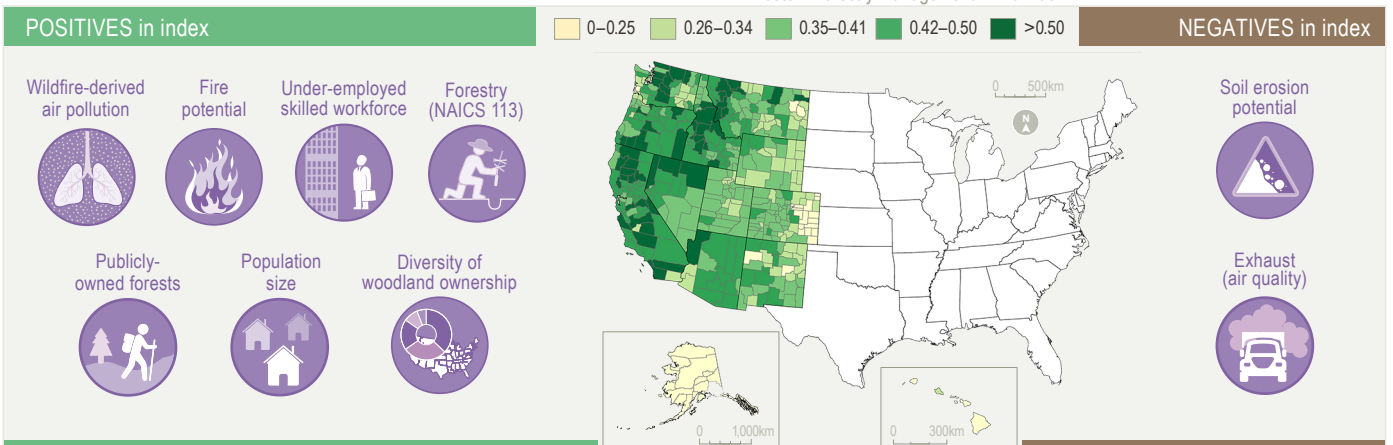 POSITIVES in index
0–0.25
0.26–0.34
0.35–0.41
0.42–0.50
>0.50
NEGATIVES in index
Wildfire-derived
air pollution
Fire
potential
Under-employed
skilled workforce
Forestry
(NAICS 113)
Publicly-
owned forests
Population
size
Diversity of
woodland ownership
0
500km
N
0
1,000km
0
300km
Soil erosion
potential
Exhaust
(air quality)